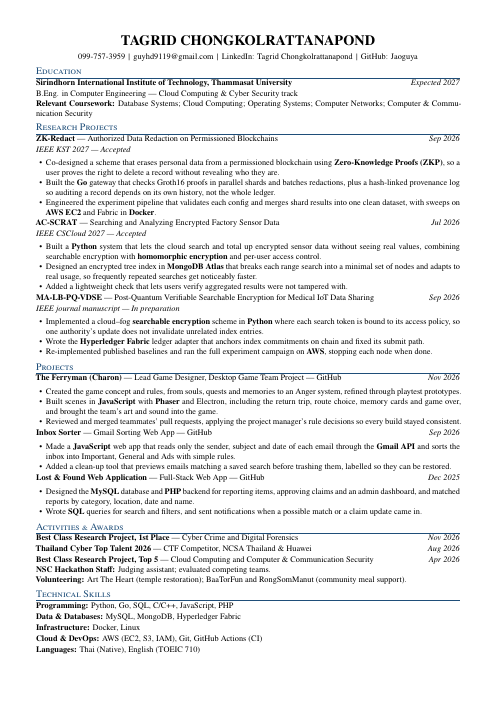 TAGRID CHONGKOLRATTANAPOND
099-757-3959 | guyhd9119@gmail.com | LinkedIn: Tagrid Chongkolrattanapond | GitHub: Jaoguya
EDUCATION
Sirindhorn International Institute of Technology, Thammasat University Expected 2027
B.Eng. in Computer Engineering — Cloud Computing & Cyber Security track
Relevant Coursework: Database Systems; Cloud Computing; Operating Systems; Computer Networks; Computer & Commu-
nication Security
RESEARCH PROJECTS
ZK-Redact — Authorized Data Redaction on Permissioned Blockchains Sep 2026
IEEE KST 2027 — Accepted
• Co-designed a scheme that erases personal data from a permissioned blockchain using Zero-Knowledge Proofs (ZKP), so a
user proves the right to delete a record without revealing who they are.
• Built the Go gateway that checks Groth16 proofs in parallel shards and batches redactions, plus a hash-linked provenance log
so auditing a record depends on its own history, not the whole ledger.
• Engineered the experiment pipeline that validates each config and merges shard results into one clean dataset, with sweeps on
AWS EC2 and Fabric in Docker.
AC-SCRAT — Searching and Analyzing Encrypted Factory Sensor Data Jul 2026
IEEE CSCloud 2027 — Accepted
• Built a Python system that lets the cloud search and total up encrypted sensor data without seeing real values, combining
searchable encryption with homomorphic encryption and per-user access control.
• Designed an encrypted tree index in MongoDB Atlas that breaks each range search into a minimal set of nodes and adapts to
real usage, so frequently repeated searches get noticeably faster.
• Added a lightweight check that lets users verify aggregated results were not tampered with.
MA-LB-PQ-VDSE — Post-Quantum Verifiable Searchable Encryption for Medical IoT Data Sharing Sep 2026
IEEE journal manuscript — In preparation
• Implemented a cloud–fog searchable encryption scheme in Python where each search token is bound to its access policy, so
one authority's update does not invalidate unrelated index entries.
• Wrote the Hyperledger Fabric ledger adapter that anchors index commitments on chain and fixed its submit path.
• Re-implemented published baselines and ran the full experiment campaign on AWS, stopping each node when done.
PROJECTS
The Ferryman (Charon) — Lead Game Designer, Desktop Game Team Project — GitHub Nov 2026
• Created the game concept and rules, from souls, quests and memories to an Anger system, refined through playtest prototypes.
• Built scenes in JavaScript with Phaser and Electron, including the return trip, route choice, memory cards and game over,
and brought the team's art and sound into the game.
• Reviewed and merged teammates' pull requests, applying the project manager's rule decisions so every build stayed consistent.
Inbox Sorter — Gmail Sorting Web App — GitHub Sep 2026
• Made a JavaScript web app that reads only the sender, subject and date of each email through the Gmail API and sorts the
inbox into Important, General and Ads with simple rules.
• Added a clean-up tool that previews emails matching a saved search before trashing them, labelled so they can be restored.
Lost & Found Web Application — Full-Stack Web App — GitHub Dec 2025
• Designed the MySQL database and PHP backend for reporting items, approving claims and an admin dashboard, and matched
reports by category, location, date and name.
• Wrote SQL queries for search and filters, and sent notifications when a possible match or a claim update came in.
ACTIVITIES & AWARDS
Best Class Research Project, 1st Place — Cyber Crime and Digital Forensics Nov 2026
Thailand Cyber Top Talent 2026 — CTF Competitor, NCSA Thailand & Huawei Aug 2026
Best Class Research Project, Top 5 — Cloud Computing and Computer & Communication Security Apr 2026
NSC Hackathon Staff: Judging assistant; evaluated competing teams.
Volunteering: Art The Heart (temple restoration); BaaTorFun and RongSomManut (community meal support).
TECHNICAL SKILLS
Programming: Python, Go, SQL, C/C++, JavaScript, PHP
Data & Databases: MySQL, MongoDB, Hyperledger Fabric
Infrastructure: Docker, Linux
Cloud & DevOps: AWS (EC2, S3, IAM), Git, GitHub Actions (CI)
Languages: Thai (Native), English (TOEIC 710)